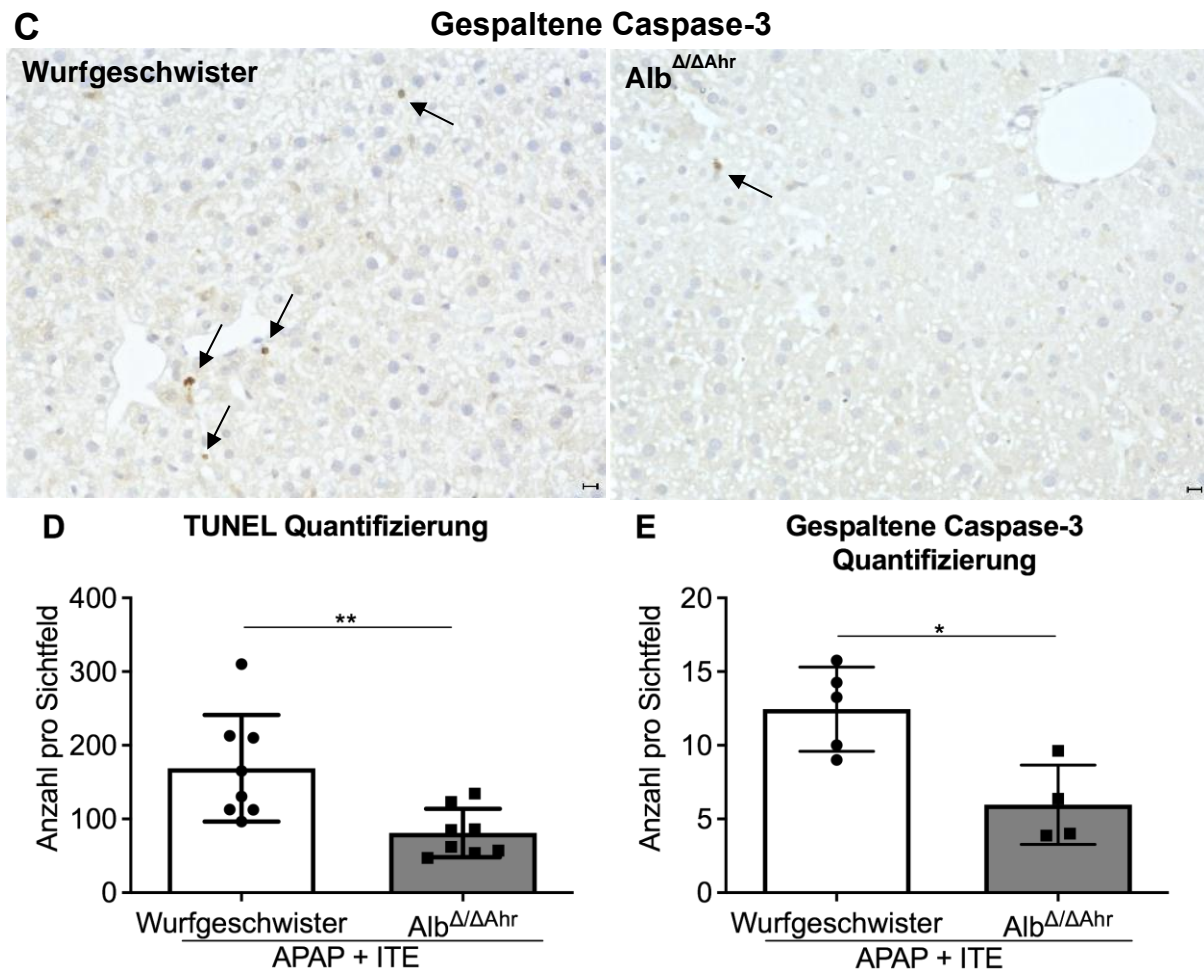 C
Gespaltene Caspase-3
Wurfgeschwister
Alb^Δ/ΔAhr
D
TUNEL Quantifizierung
Anzahl pro Sichtfeld
400
300
200
100
0
**
Wurfgeschwister
Alb^Δ/ΔAhr
APAP + ITE
E
Gespaltene Caspase-3
Quantifizierung
Anzahl pro Sichtfeld
20
15
10
5
0
*
Wurfgeschwister
Alb^Δ/ΔAhr
APAP + ITE